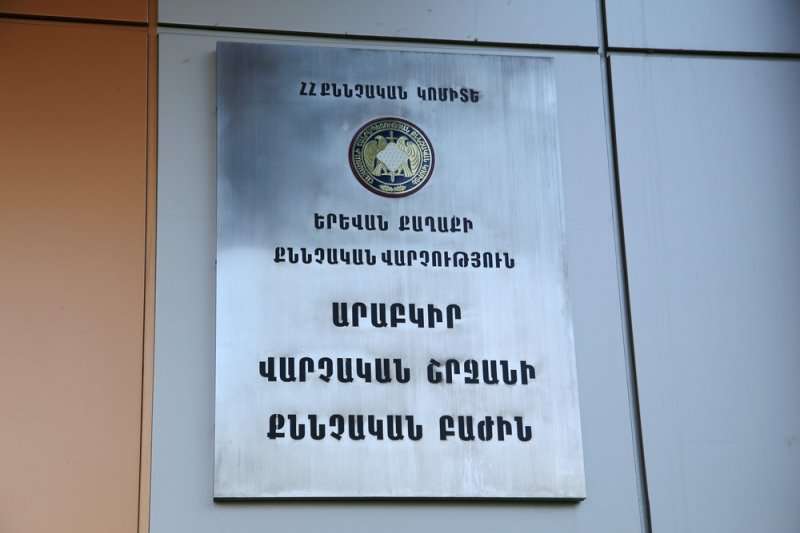 ՀՀ ՔՆՆՉԱԿԱՆ ԿՈՄԻՏԵ
ԵՐԵՎԱՆ ՔԱՂԱՔԻ
ՔՆՆՉԱԿԱՆ ՎԱՐՉՈՒԹՅՈՒՆ
ԱՐԱԲԿԻՐ
ՎԱՐՉԱԿԱՆ ՇՐՋԱՆԻ
ՔՆՆՉԱԿԱՆ ԲԱԺԻՆ